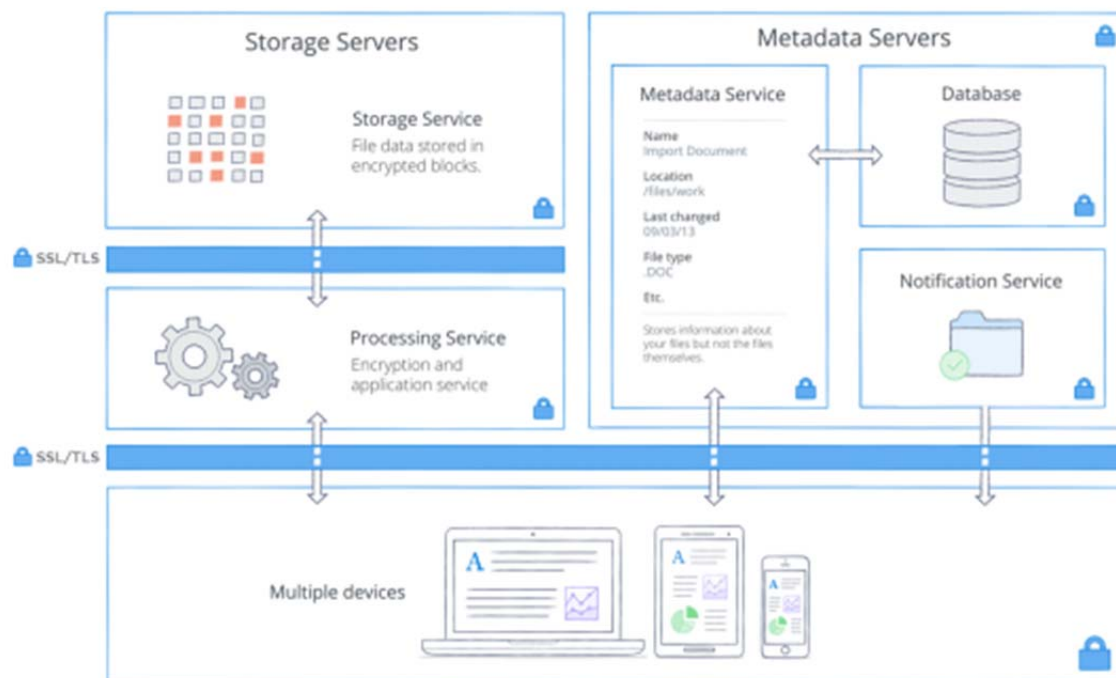 Storage Servers
Storage Service
File data stored in
encrypted blocks.
SSL/TLS
Processing Service
Encryption and
application service
SSL/TLS
Metadata Servers
Metadata Service
Name
Import Document
Location
/files/work
Last changed
09/03/13
File type
.DOC
Etc.
Stores information about
your files but not the files
themselves.
Database
Notification Service
Multiple devices
A
A
A